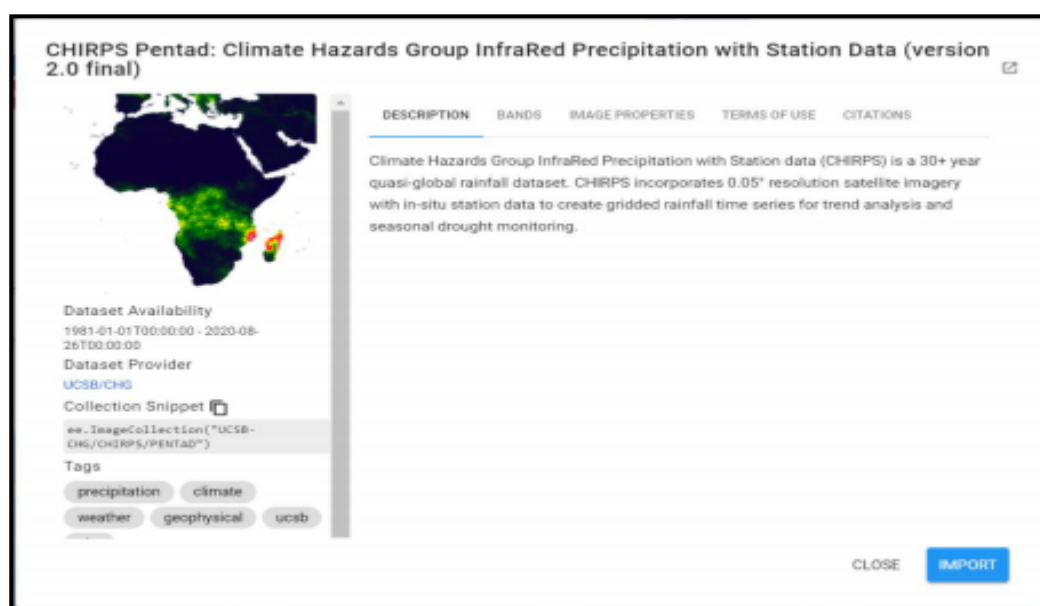 CHIRPS Pentad: Climate Hazards Group InfraRed Precipitation with Station Data (version
2.0 final)
DESCRIPTION BANDS IMAGE PROPERTIES TERMS OF USE CITATIONS
Climate Hazards Group InfraRed Precipitation with Station data (CHIRPS) is a 30+ year
quasi-global rainfall dataset. CHIRPS incorporates 0.05° resolution satellite imagery
with in-situ station data to create gridded rainfall time series for trend analysis and
seasonal drought monitoring.
Dataset Availability
1981-01-01T00:00:00 - 2020-08-
26T00:00:00
Dataset Provider
UCSB/CHG
Collection Snippet
ee.ImageCollection("UCSB-
CHG/CHIRPS/PENTAD")
Tags
precipitation climate
weather geophysical ucsb
CLOSE IMPORT